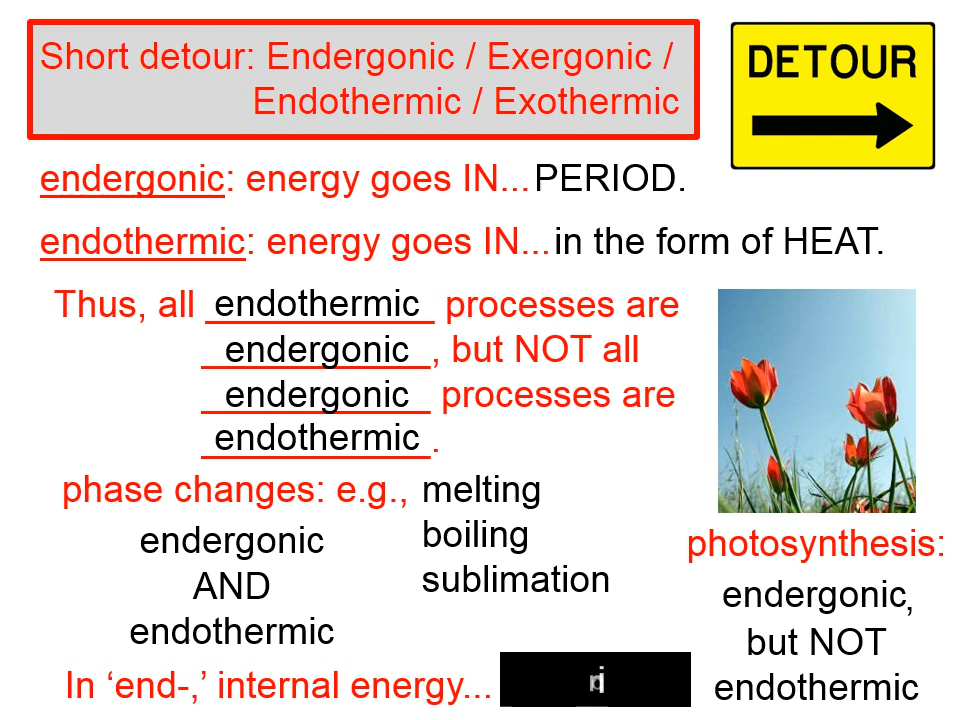 Short detour: Endergonic / Exergonic /
Endothermic / Exothermic
DETOUR
endergonic: energy goes IN... PERIOD.
endothermic: energy goes IN... in the form of HEAT.
Thus, all endothermic processes are
endergonic, but NOT all
endergonic processes are
endothermic.
phase changes: e.g., melting
boiling
sublimation
endergonic
AND
endothermic
photosynthesis:
endergonic,
but NOT
endothermic
In ‘end-,’ internal energy...